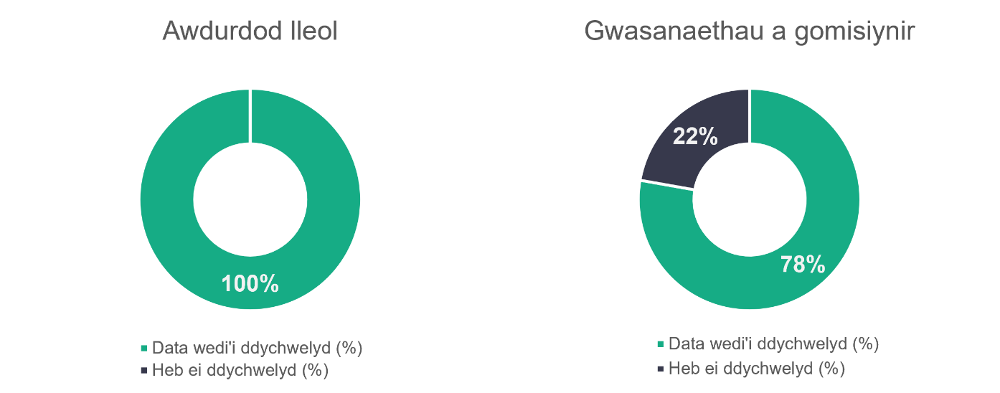 Awdurdod lleol
100%
Data wedi'i ddychwelyd (%)
Heb ei ddychwelyd (%)
Gwasanaethau a gomisiynir
22%
78%
Data wedi'i ddychwelyd (%)
Heb ei ddychwelyd (%)